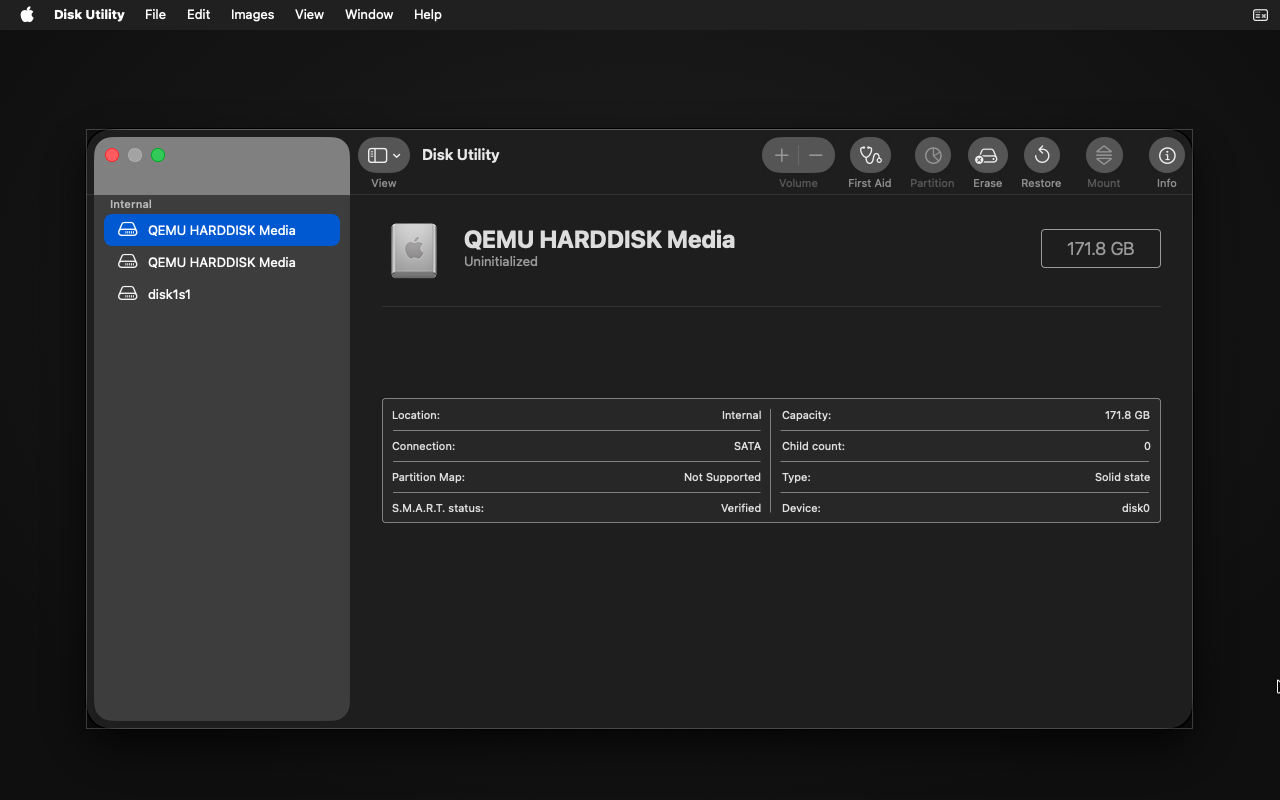 Disk Utility File Edit Images View Window Help
Disk Utility
View
Volume First Aid Partition Erase Restore Mount Info
Internal
QEMU HARDDISK Media
QEMU HARDDISK Media
disk1s1
QEMU HARDDISK Media
Uninitialized
171.8 GB
Location: Internal
Capacity: 171.8 GB
Connection: SATA
Child count: 0
Partition Map: Not Supported
Type: Solid state
S.M.A.R.T. status: Verified
Device: disk0